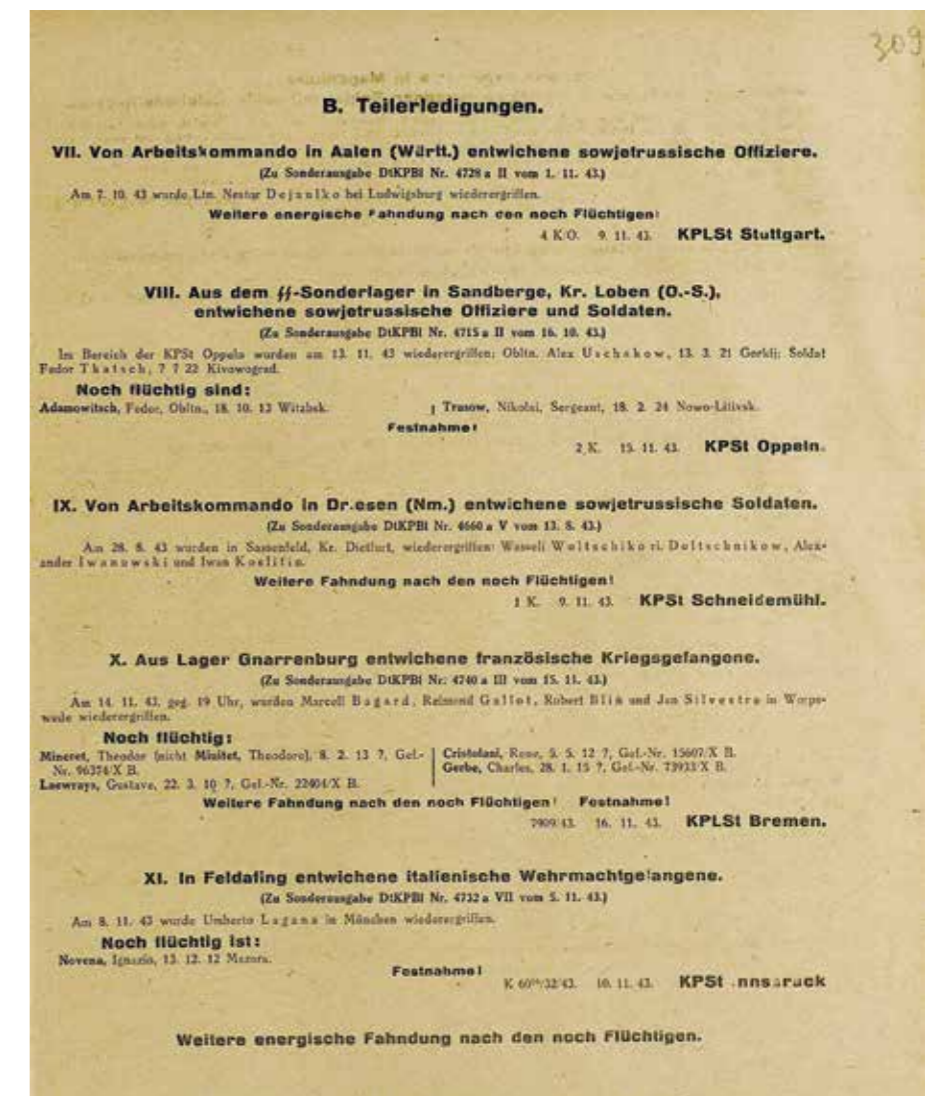 309
B. Teilerledigungen.
VII. Von Arbeitskommando in Aalen (Württ.) entwichene sowjetrussische Offiziere.
(Zu Sonderausgabe DtKPBl Nr. 4728 a II vom 1. 11. 43.)
Am 7. 10. 43 wurde Ltn. Nestor Dejnulko bei Ludwigsburg wiederergriffen.
Weitere energische Fahndung nach den noch Flüchtigen!
4 K.O. 9. 11. 43. KPLSt Stuttgart.
VIII. Aus dem ᛋᛋ-Sonderlager in Sandberge, Kr. Loben (O.-S.),
entwichene sowjetrussische Offiziere und Soldaten.
(Zu Sonderausgabe DtKPBl Nr. 4715 a II vom 16. 10. 43.)
Im Bereich der KPSt Oppeln wurden am 13. 11. 43 wiederergriffen: Obltn. Alex Uschakow, 13. 3. 21 Gorkij; Soldat
Fedor Tkatsch, 7 7 22 Kivowograd.
Noch flüchtig sind:
Adamowitsch, Fedor, Obltn., 18. 10. 13 Witebsk. | Trusow, Nikolai, Sergeant, 18. 2. 24
Festnahme!
2 K. 15. 11. 43. KPSt Oppeln.
IX. Von Arbeitskommando in Dr.esen (Nm.) entwichene sowjetrussische Soldaten.
(Zu Sonderausgabe DtKPBl Nr. 4660 a V vom 13. 8. 43.)
Am 28. 8. 43 wurden in Sassenfeld, Kr. Dietfurt, wiederergriffen: Wasseli Woltschiko ri. Doltschnikow, Alex-
ander Iwanowski und Iwan Koslitin.
Weitere Fahndung nach den noch Flüchtigen!
1 K. 9. 11. 43. KPSt Schneidemühl.
X. Aus Lager Gnarrenburg entwichene französische Kriegsgefangene.
(Zu Sonderausgabe DtKPBl Nr. 4740 a III vom 15. 11. 43.)
Am 14. 11. 43, geg. 19 Uhr, wurden Marcell Bagard, Reimond Gallot, Robert Blin und Jan Silvestre in Worps-
wede wiederergriffen.
Noch flüchtig:
Mineret, Theodor (nicht Minitet, Theodore), 8. 2. 13 ?, Gef.-
Nr. 96374/X B.
Laewrays, Gustave, 22. 3. 10 ?, Gef.-Nr. 22404/X B.
Cristofani, Rene, 5. 5. 12 ?, Gef.-Nr. 15607/X B.
Gerbe, Charles, 28. 1. 15 ?, Gef.-Nr. 73933/X B.
Weitere Fahndung nach den noch Flüchtigen! Festnahme!
7909/43. 16. 11. 43. KPLSt Bremen.
XI. In Feldafing entwichene italienische Wehrmachtgefangene.
(Zu Sonderausgabe DtKPBl Nr. 4732 a VII vom 5. 11. 43.)
Am 8. 11. 43 wurde Umberto Lagana in München wiederergriffen.
Noch flüchtig ist:
Novena, Ignazio, 13. 12. 12 Mazara.
Festnahme!
10. 11. 43. KPSt Innsbruck
Weitere energische Fahndung nach den noch Flüchtigen.